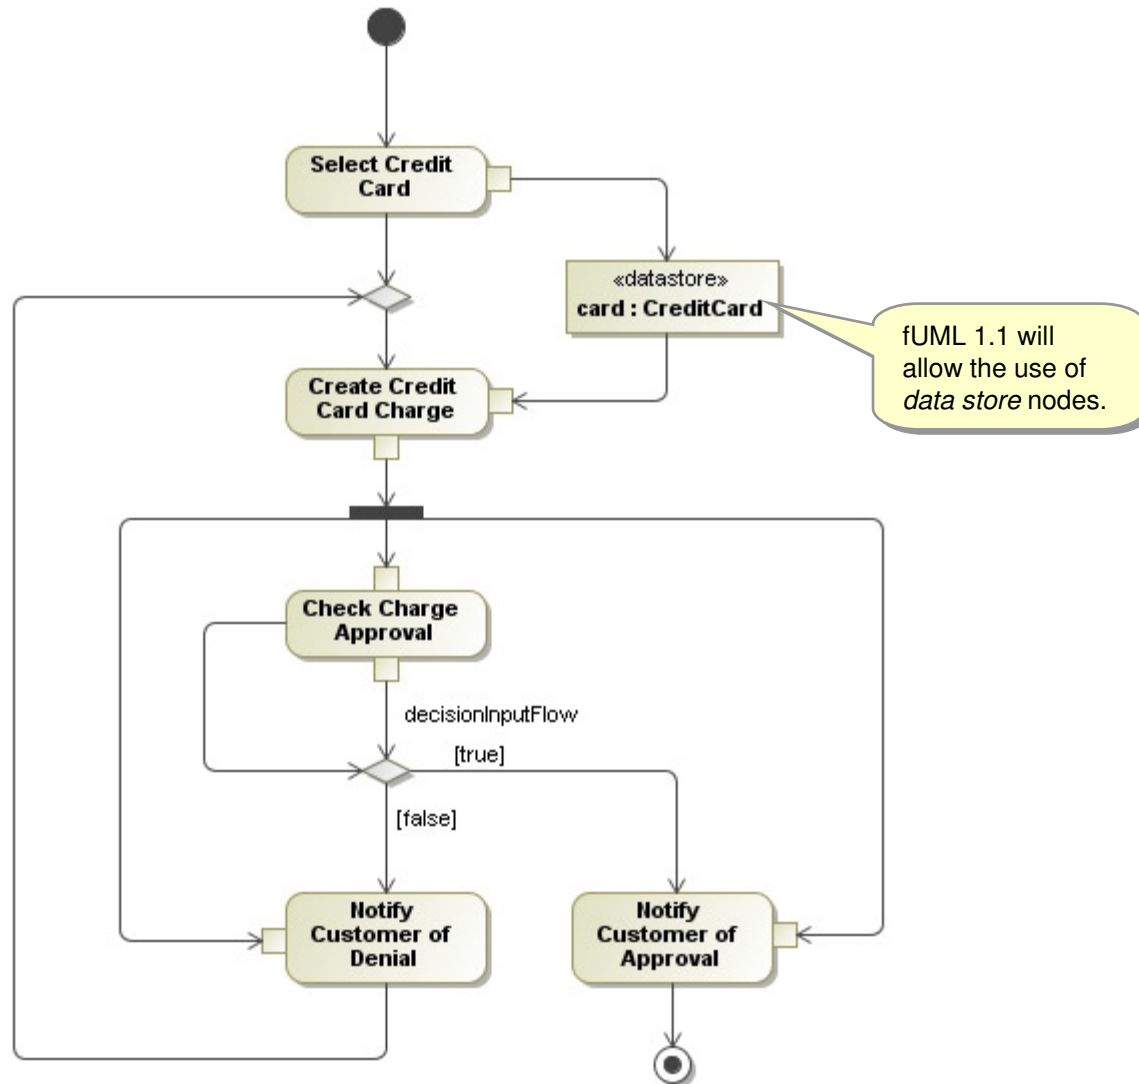 Select Credit
Card
«datastore»
card : CreditCard
fUML 1.1 will
allow the use of
data store nodes.
Create Credit
Card Charge
Check Charge
Approval
decisionInputFlow
[true]
[false]
Notify
Customer of
Denial
Notify
Customer of
Approval